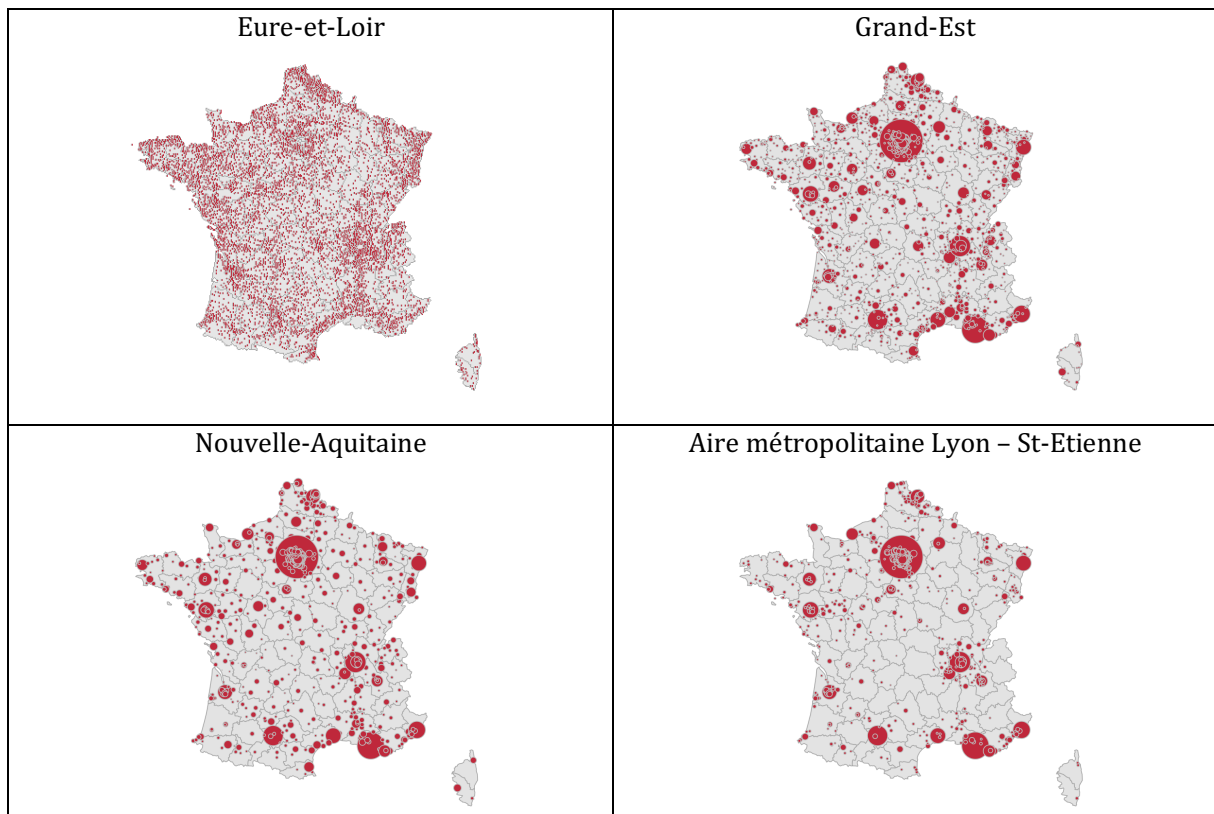 Eure-et-Loir
Grand-Est
Nouvelle-Aquitaine
Aire métropolitaine Lyon – St-Etienne